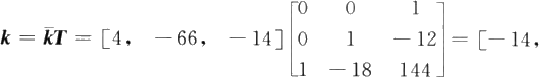 k = k̄T = [4, -66, -14] [0 0 1; 0 1 -12; 1 -18 144] = [-14,